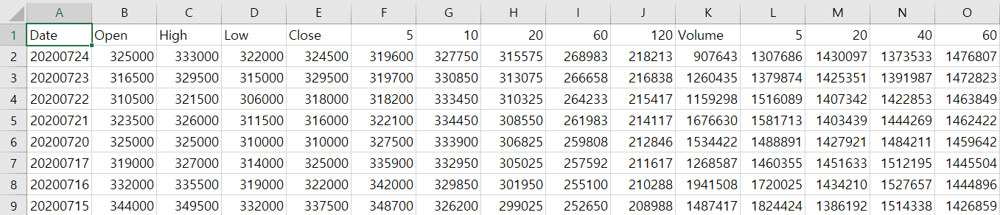 A B C D E F G H I J K L M N O
1 Date Open High Low Close 5 10 20 60 120 Volume 5 20 40 60
2 20200724 325000 333000 322000 324500 319600 327750 315575 268983 218213 907643 1307686 1430097 1373533 1476807
3 20200723 316500 329500 315000 329500 319700 330850 313075 266658 216838 1260435 1379874 1425351 1391987 1472823
4 20200722 310500 321500 306000 318000 318200 333450 310325 264233 215417 1159298 1516089 1407342 1422853 1463849
5 20200721 323500 326000 311500 316000 322100 334450 308550 261983 214117 1676630 1581713 1403439 1444269 1462422
6 20200720 325000 325000 310000 310000 327500 333900 306825 259808 212846 1534422 1488891 1427921 1484211 1459642
7 20200717 319000 327000 314000 325000 335900 332950 305025 257592 211617 1268587 1460355 1451633 1512195 1445504
8 20200716 332000 335500 319000 322000 342000 329850 301950 255100 210288 1941508 1720025 1434210 1527657 1444896
9 20200715 344000 349500 332000 337500 348700 326200 299025 252650 208988 1487417 1824424 1386192 1514338 1426859